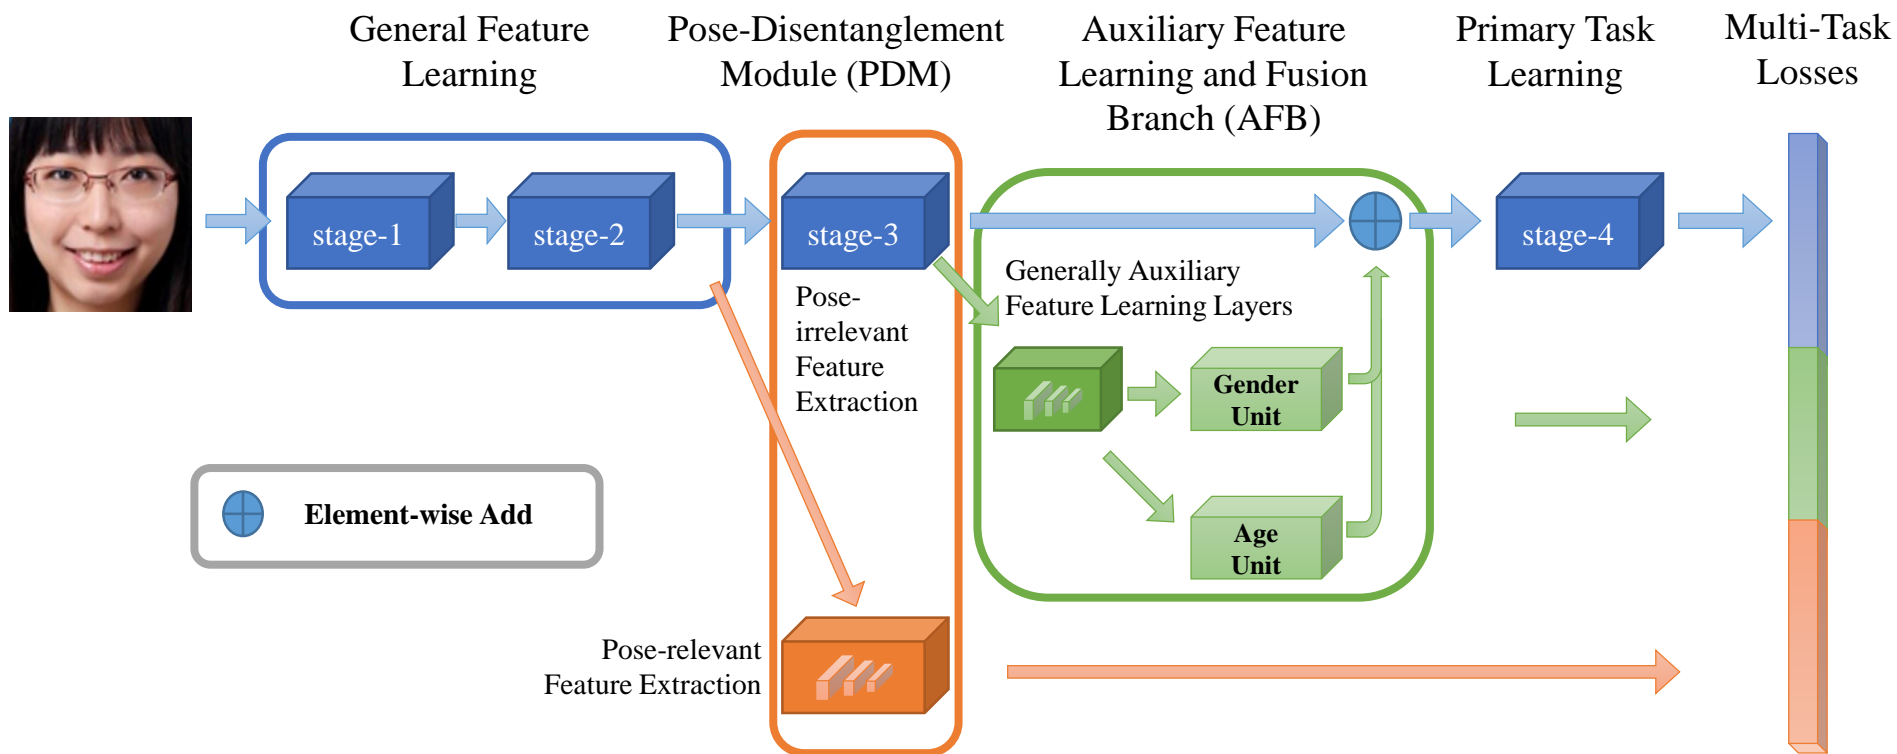 General Feature
Learning
Pose-Disentanglement
Module (PDM)
Auxiliary Feature
Learning and Fusion
Branch (AFB)
Primary Task
Learning
Multi-Task
Losses
stage-1
stage-2
stage-3
stage-4
Pose-
irrelevant
Feature
Extraction
Generally Auxiliary
Feature Learning Layers
Gender
Unit
Age
Unit
Element-wise Add
Pose-relevant
Feature Extraction